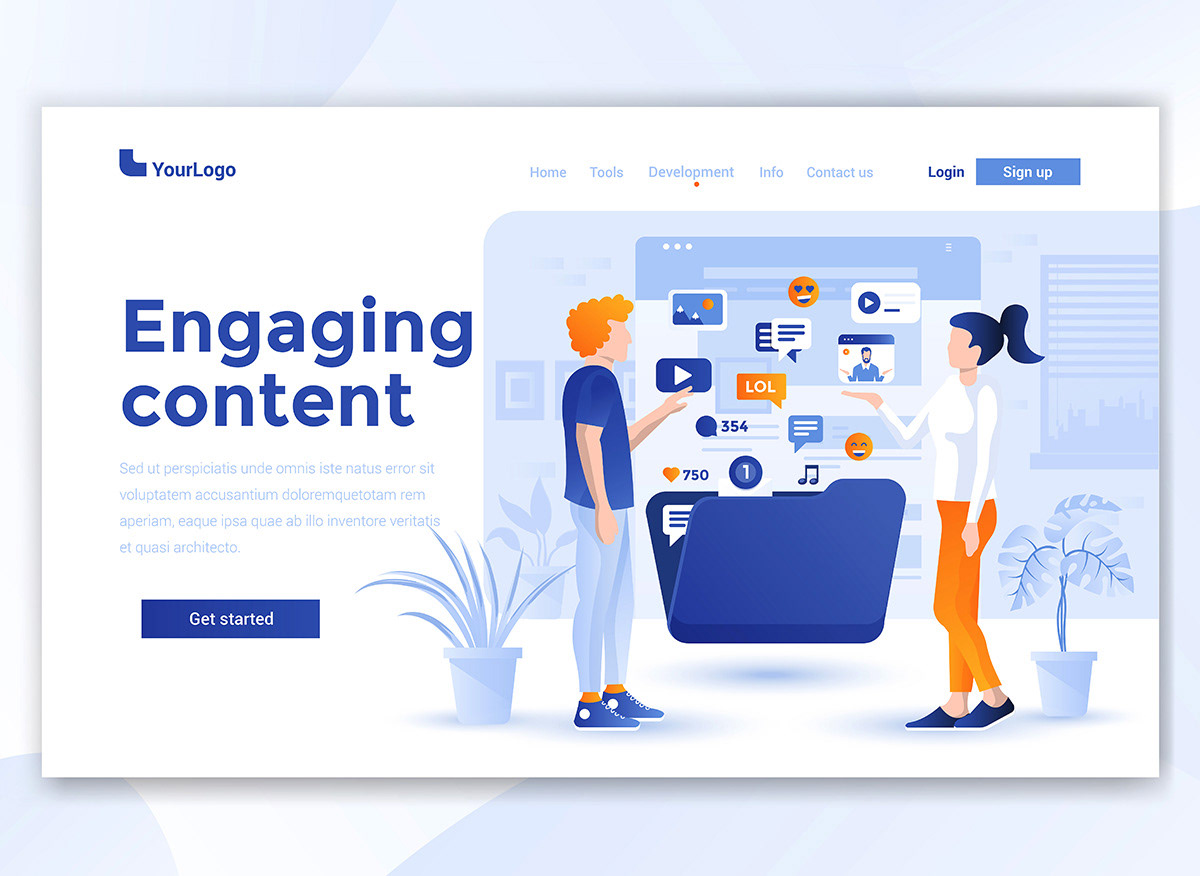 YourLogo
Home Tools Development Info Contact us Login Sign up
Engaging
content
Sed ut perspiciatis unde omnis iste natus error sit
voluptatem accusantium doloremquetotam rem
aperiam, eaque ipsa quae ab illo inventore veritatis
et quasi architecto.
Get started
LOL
354
750
1